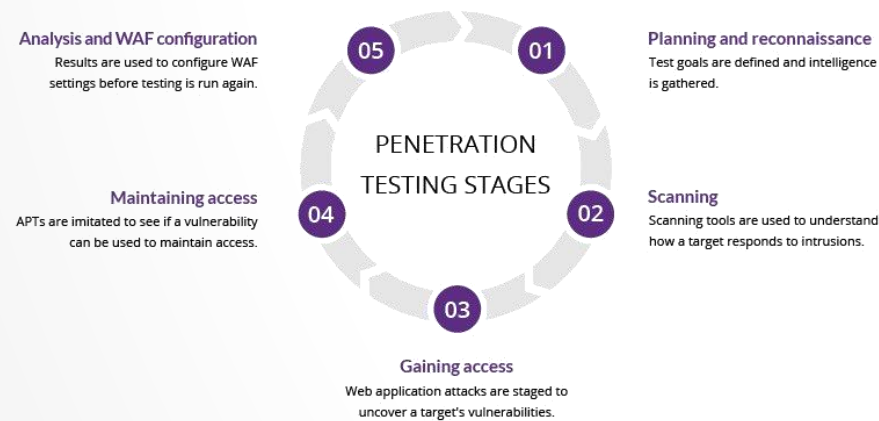 PENETRATION
TESTING STAGES
01
Planning and reconnaissance
Test goals are defined and intelligence
is gathered.
02
Scanning
Scanning tools are used to understand
how a target responds to intrusions.
03
Gaining access
Web application attacks are staged to
uncover a target's vulnerabilities.
04
Maintaining access
APTs are imitated to see if a vulnerability
can be used to maintain access.
05
Analysis and WAF configuration
Results are used to configure WAF
settings before testing is run again.